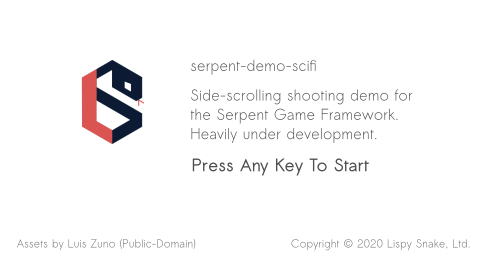 serpent-demo-scifi
Side-scrolling shooting demo for
the Serpent Game Framework.
Heavily under development.
Press Any Key To Start
Assets by Luis Zuno (Public-Domain)
Copyright © 2020 Lispy Snake, Ltd.